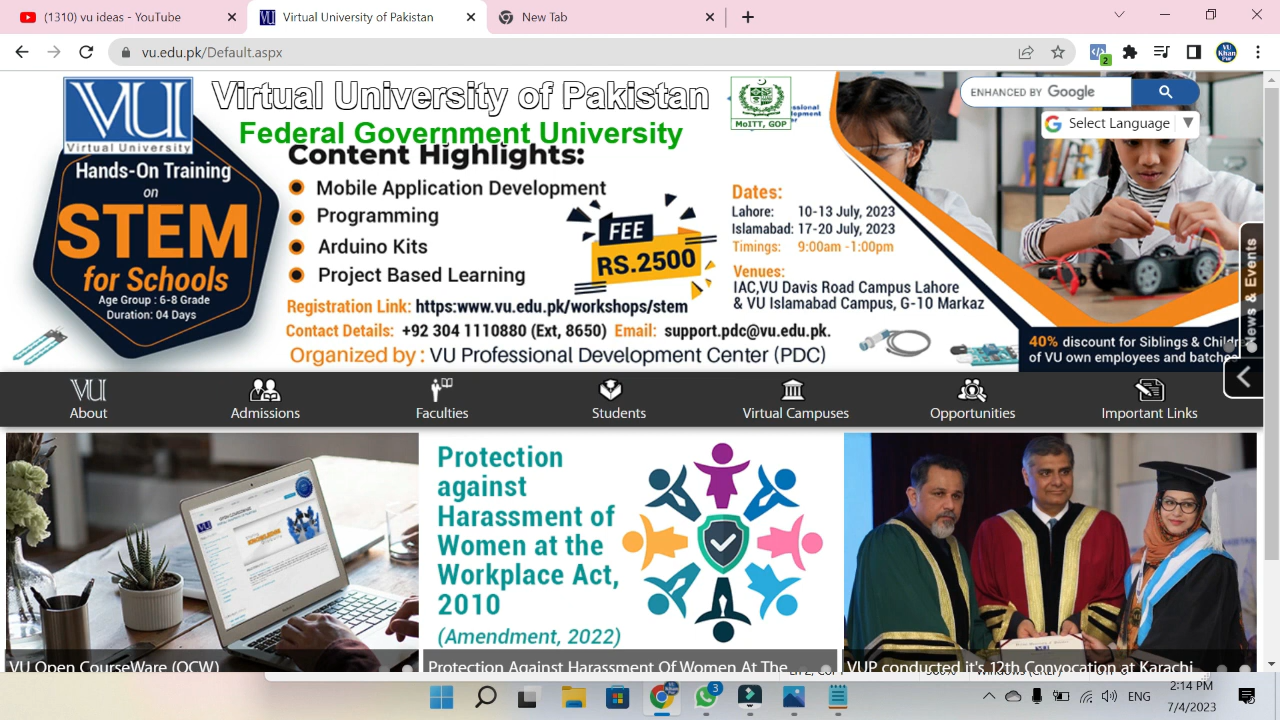 (1310) vu ideas - YouTube
Virtual University of Pakistan
New Tab
vu.edu.pk/Default.aspx
2
VU Khan Pur
VU
Virtual University
Virtual University of Pakistan
Federal Government University
MoITT, GOP
ENHANCED BY Google
Select Language
Hands-On Training
on
STEM
for Schools
Age Group : 6-8 Grade
Duration: 04 Days
Content Highlights:
Mobile Application Development
Programming
Arduino Kits
Project Based Learning
FEE
RS.2500
Registration Link: https:www.vu.edu.pk/workshops/stem
Contact Details: +92 304 1110880 (Ext, 8650) Email: support.pdc@vu.edu.pk.
Organized by : VU Professional Development Center (PDC)
Dates:
Lahore: 10-13 July, 2023
Islamabad: 17-20 July, 2023
Timings: 9:00am -1:00pm
Venues:
IAC,VU Davis Road Campus Lahore
& VU Islamabad Campus, G-10 Markaz
40% discount for Siblings &
of VU own employees and batches
News & Events
VU
About
Admissions
Faculties
Students
Virtual Campuses
Opportunities
Important Links
Protection
against
Harassment of
Women at the
Workplace Act,
2010
(Amendment, 2022)
VU Open CourseWare (OCW)
Protection Against Harassment Of Women At The...
VUP conducted it's 12th Convocation at Karachi
3
ENG
2:14 PM
7/4/2023